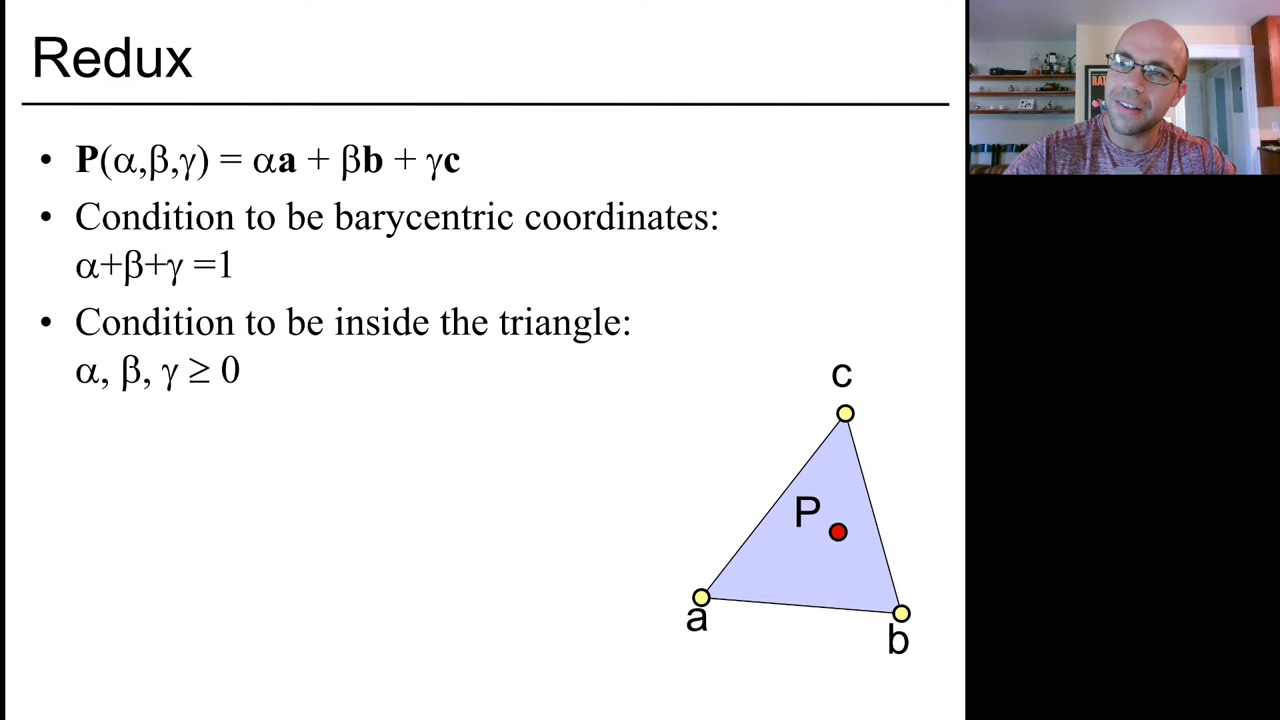 Redux
• P(α,β,γ) = αa + βb + γc
• Condition to be barycentric coordinates:
α+β+γ =1
• Condition to be inside the triangle:
α, β, γ ≥ 0
c
P
a
b